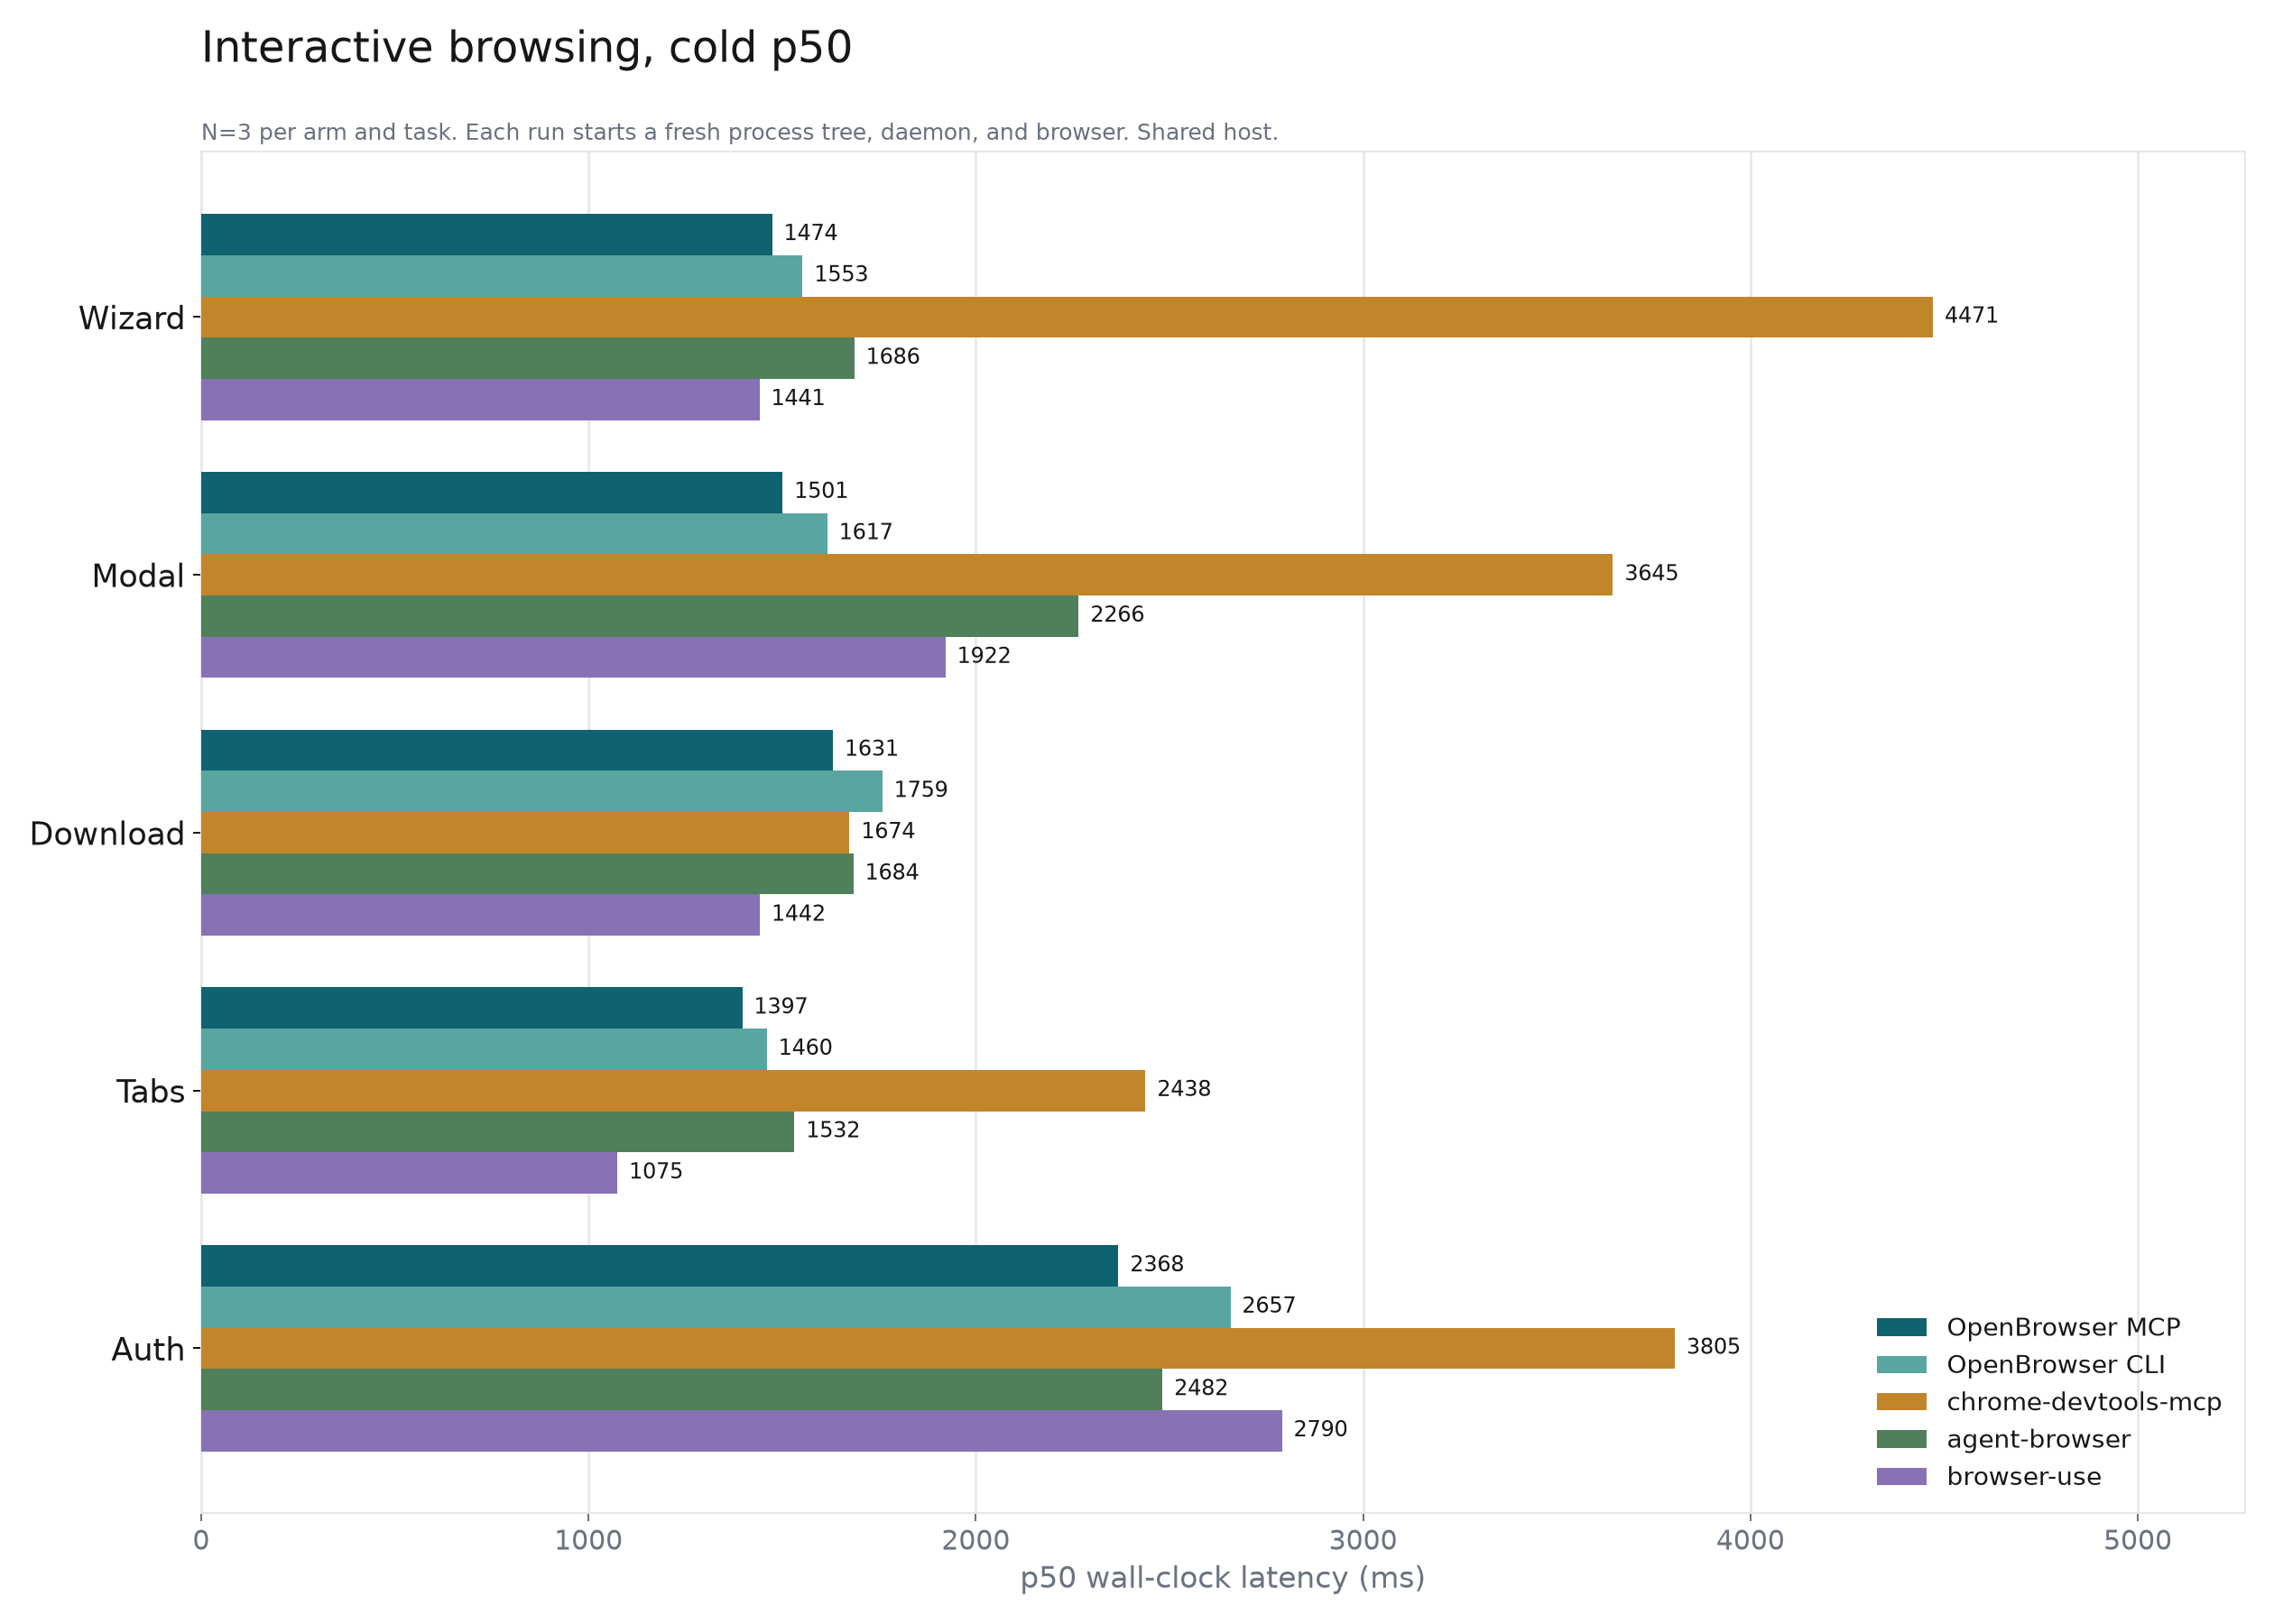 Interactive browsing, cold p50
N=3 per arm and task. Each run starts a fresh process tree, daemon, and browser. Shared host.
1474
1553
Wizard
4471
1686
1441
1501
1617
Modal
3645
2266
1922
1631
1759
Download
1674
1684
1442
1397
1460
Tabs
2438
1532
1075
2368
2657
Auth
3805
2482
2790
OpenBrowser MCP
OpenBrowser CLI
chrome-devtools-mcp
agent-browser
browser-use
0 1000 2000 3000 4000 5000
p50 wall-clock latency (ms)